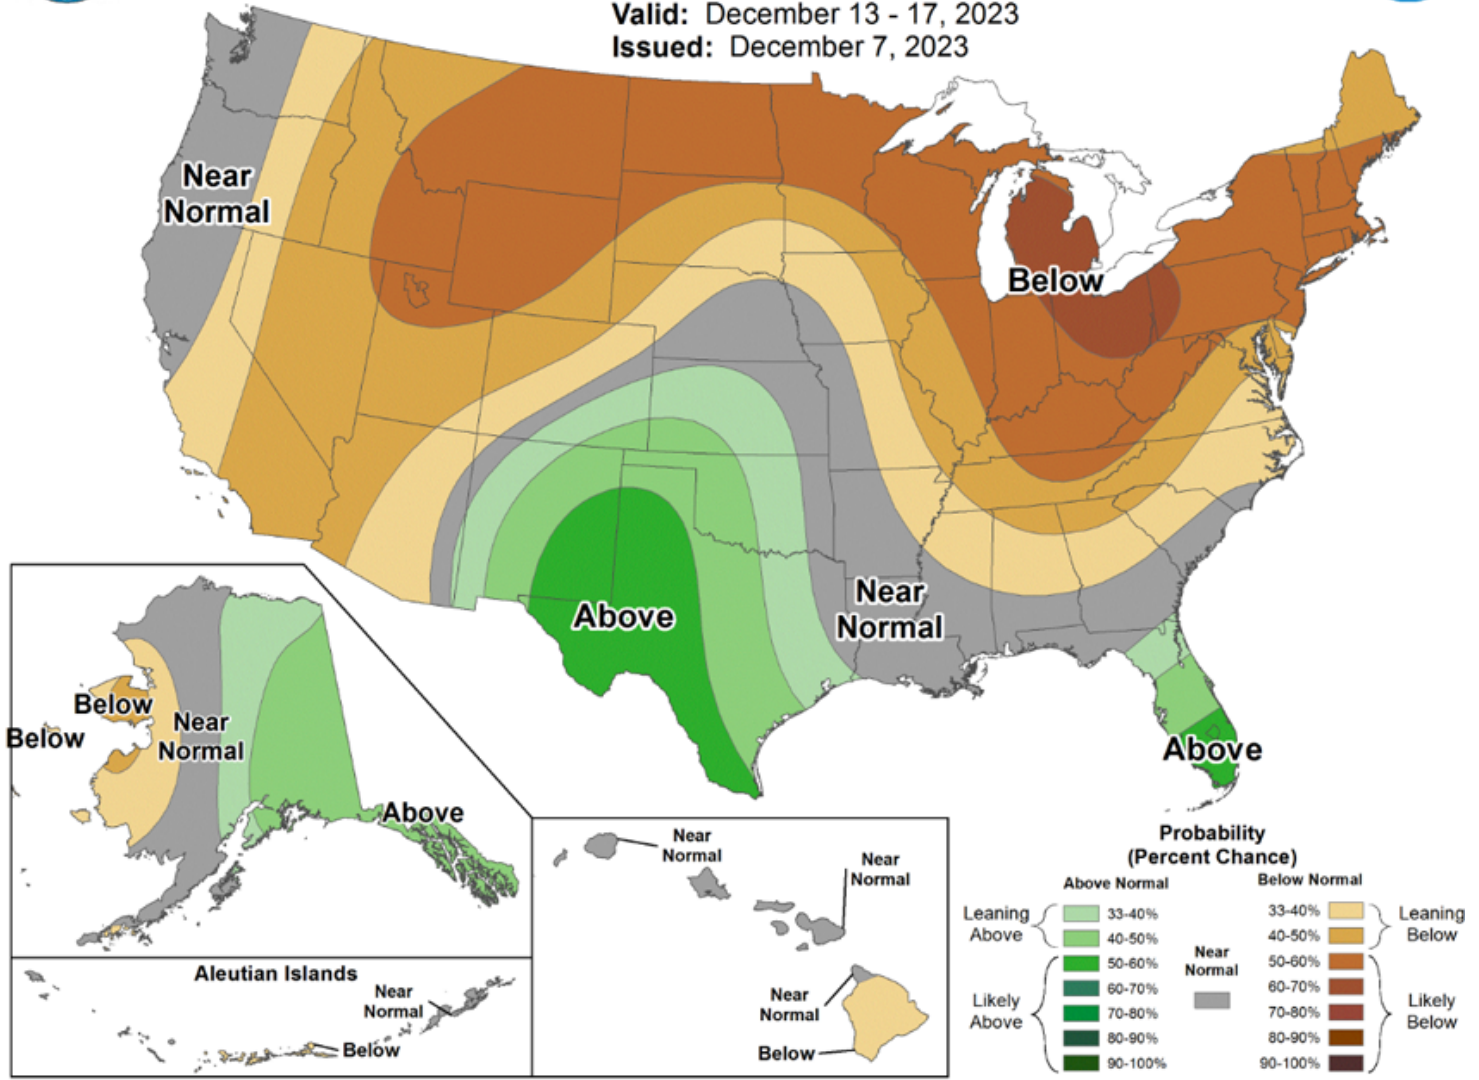 Valid: December 13 - 17, 2023
Issued: December 7, 2023
Near
Normal
Below
Above
Near
Normal
Above
Below
Below
Near
Normal
Above
Aleutian Islands
Near
Normal
Below
Near
Normal
Near
Normal
Near
Normal
Below
Probability
(Percent Chance)
Above Normal
Below Normal
Leaning
Above
33-40%
40-50%
Likely
Above
50-60%
60-70%
70-80%
80-90%
90-100%
Near
Normal
33-40%
40-50%
Leaning
Below
50-60%
60-70%
70-80%
80-90%
90-100%
Likely
Below